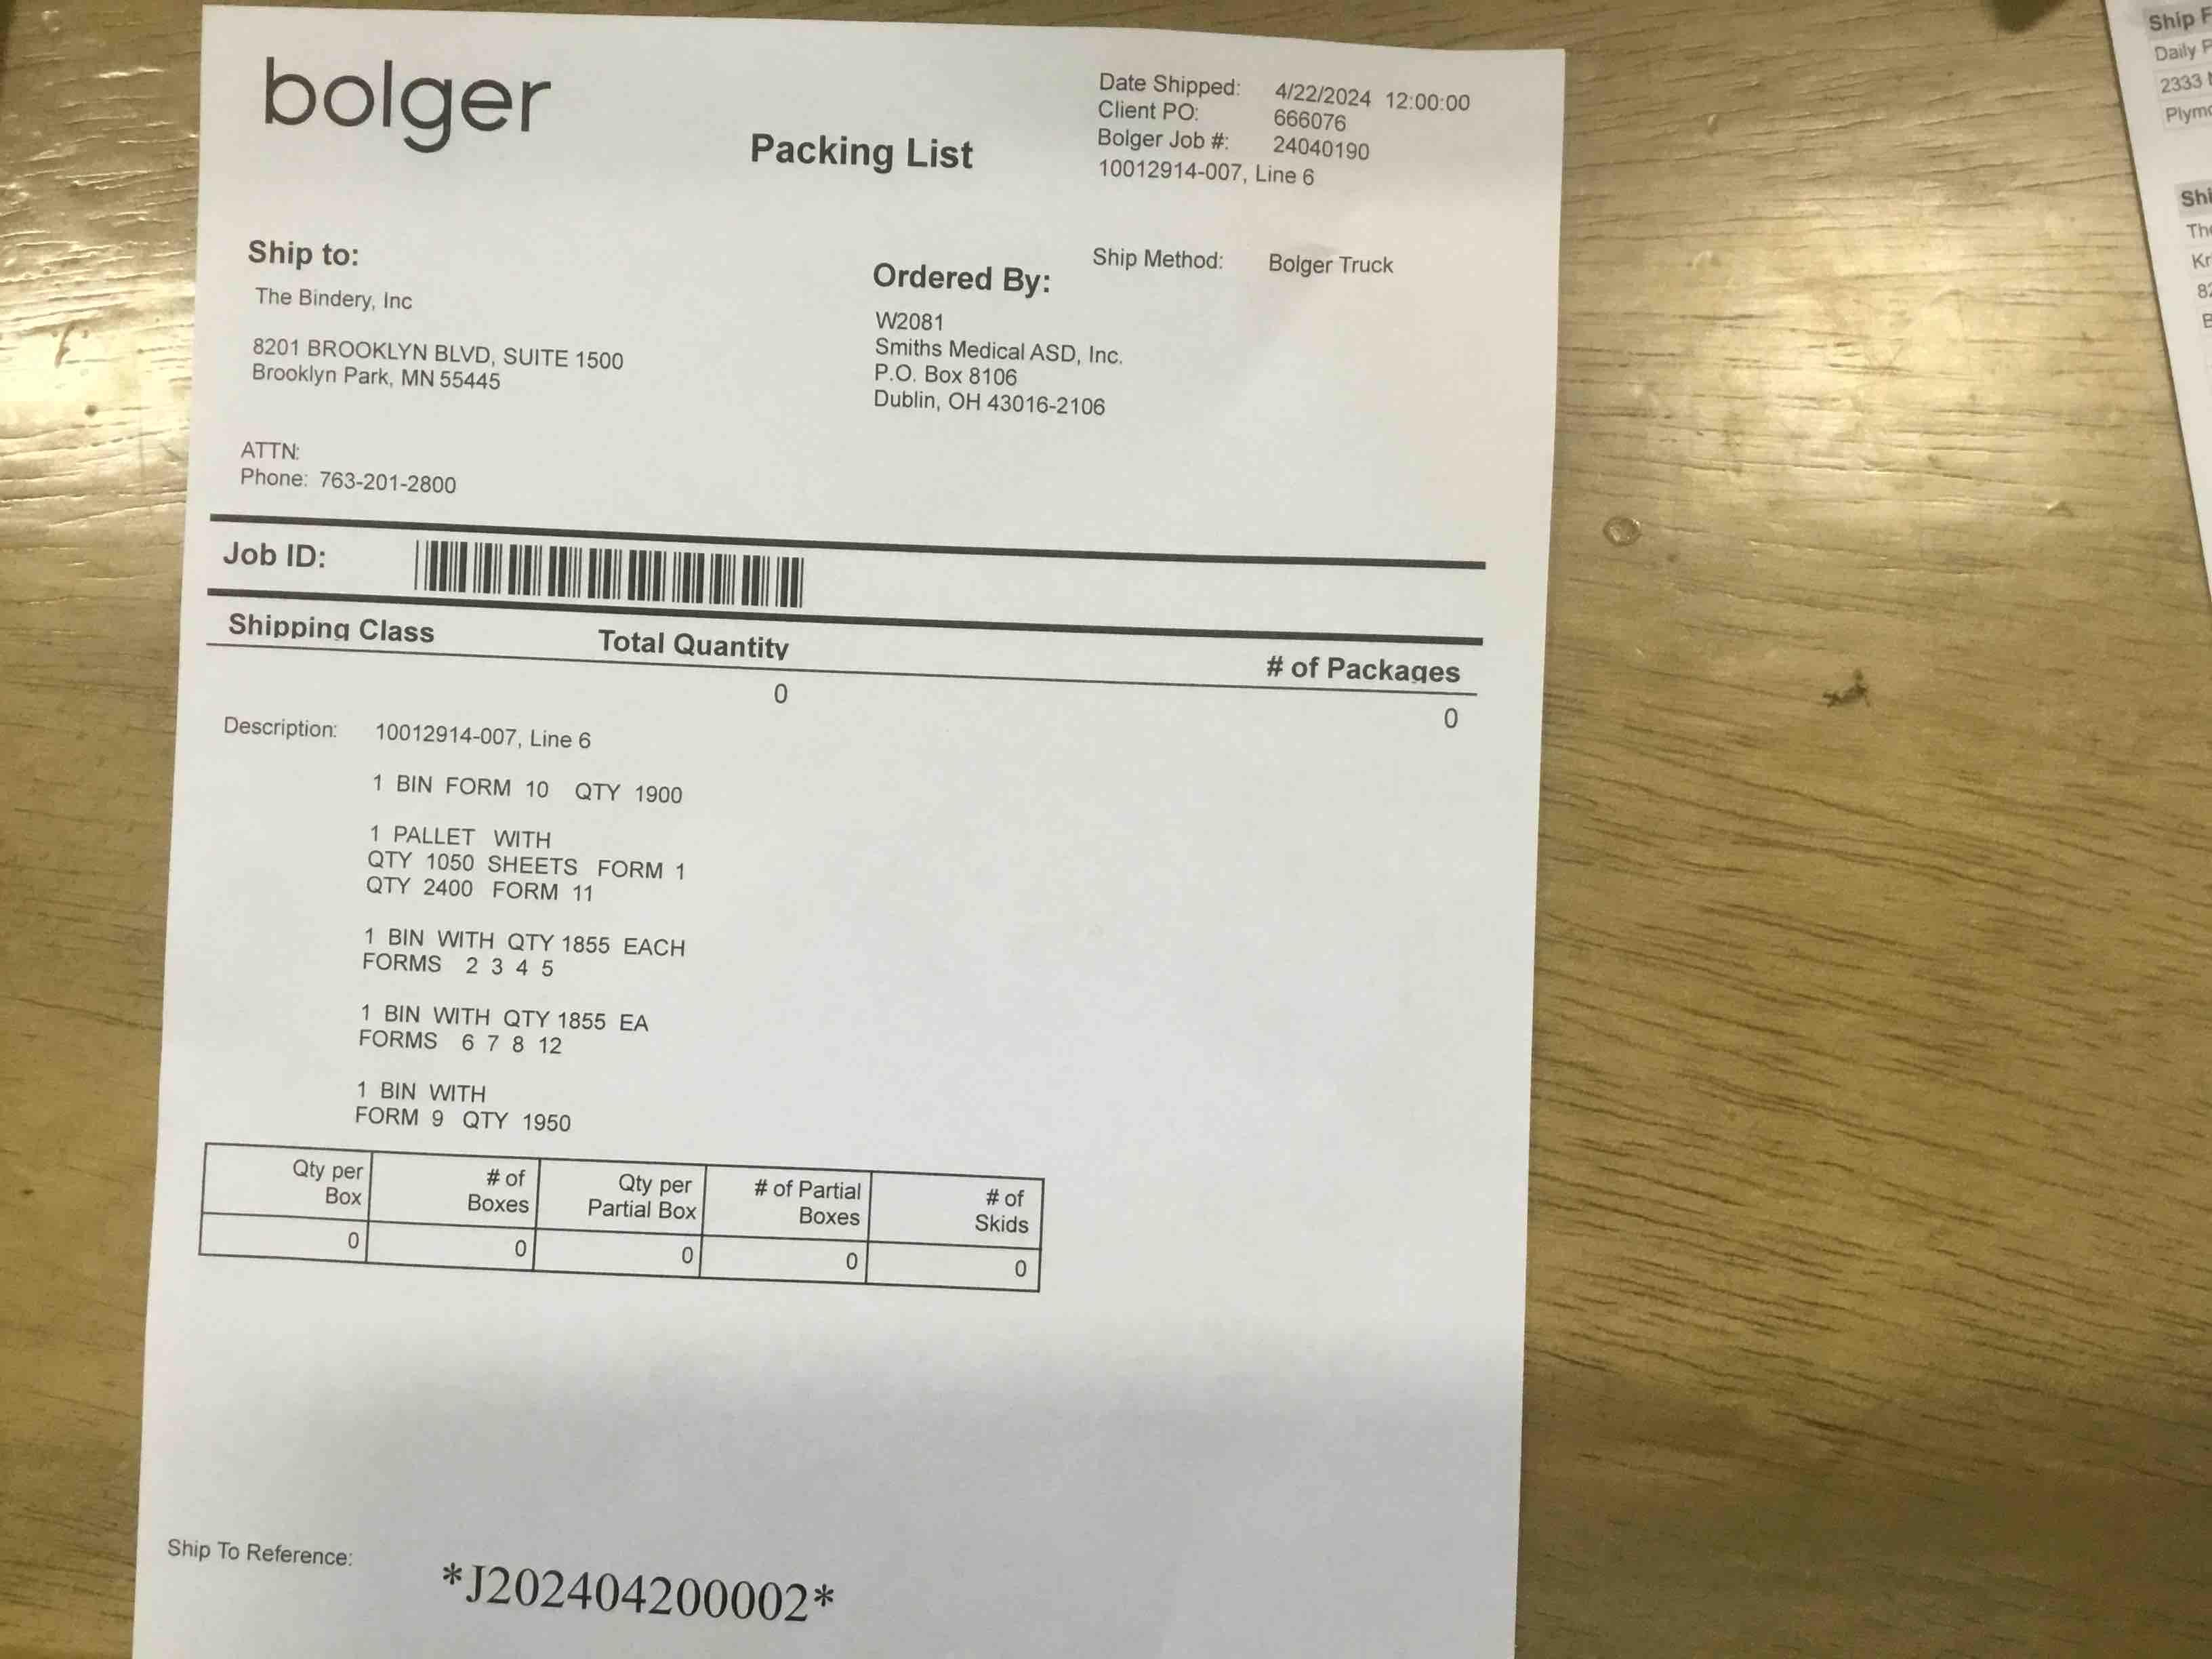 bolger
Packing List
Date Shipped: 4/22/2024 12:00:00
Client PO: 666076
Bolger Job #: 24040190
10012914-007, Line 6
Ship Method: Bolger Truck
Ship to:
The Bindery, Inc
8201 BROOKLYN BLVD, SUITE 1500
Brooklyn Park, MN 55445
ATTN:
Phone: 763-201-2800
Ordered By:
W2081
Smiths Medical ASD, Inc.
P.O. Box 8106
Dublin, OH 43016-2106
Job ID:
Shipping Class Total Quantity # of Packages
0 0
Description: 10012914-007, Line 6
1 BIN FORM 10 QTY 1900
1 PALLET WITH
QTY 1050 SHEETS FORM 1
QTY 2400 FORM 11
1 BIN WITH QTY 1855 EACH
FORMS 2 3 4 5
1 BIN WITH QTY 1855 EA
FORMS 6 7 8 12
1 BIN WITH
FORM 9 QTY 1950
Qty per Box # of Boxes Qty per Partial Box # of Partial Boxes # of Skids
0 0 0 0 0
Ship To Reference:
*J202404200002*
Ship
Daily
2333